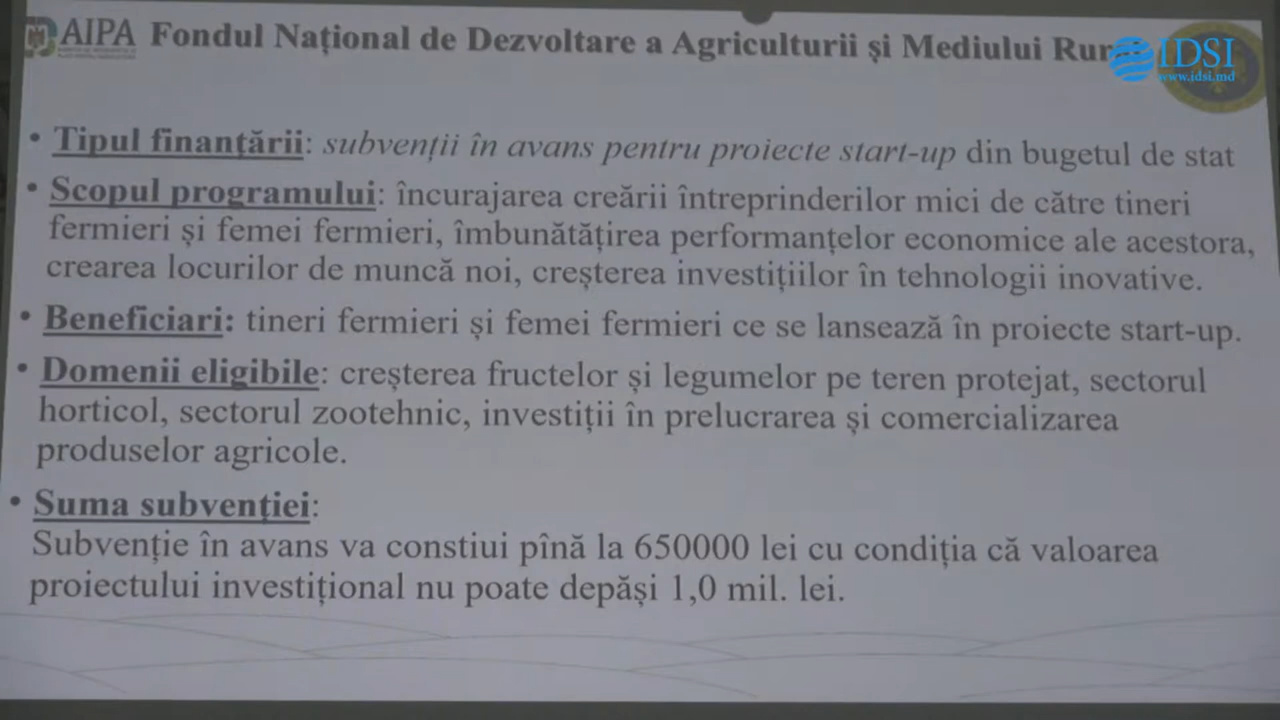 AIPA
Fondul Național de Dezvoltare a Agriculturii și Mediului Rural
IDSI
www.idsi.md
• Tipul finanțării: subvenții în avans pentru proiecte start-up din bugetul de stat
• Scopul programului: încurajarea creării întreprinderilor mici de către tineri
fermieri și femei fermieri, îmbunătățirea performanțelor economice ale acestora,
crearea locurilor de muncă noi, creșterea investițiilor în tehnologii inovative.
• Beneficiari: tineri fermieri și femei fermieri ce se lansează în proiecte start-up.
• Domenii eligibile: creșterea fructelor și legumelor pe teren protejat, sectorul
horticol, sectorul zootehnic, investiții în prelucrarea și comercializarea
produselor agricole.
• Suma subvenției:
Subvenție în avans va constiui pînă la 650000 lei cu condiția că valoarea
proiectului investițional nu poate depăși 1,0 mil. lei.